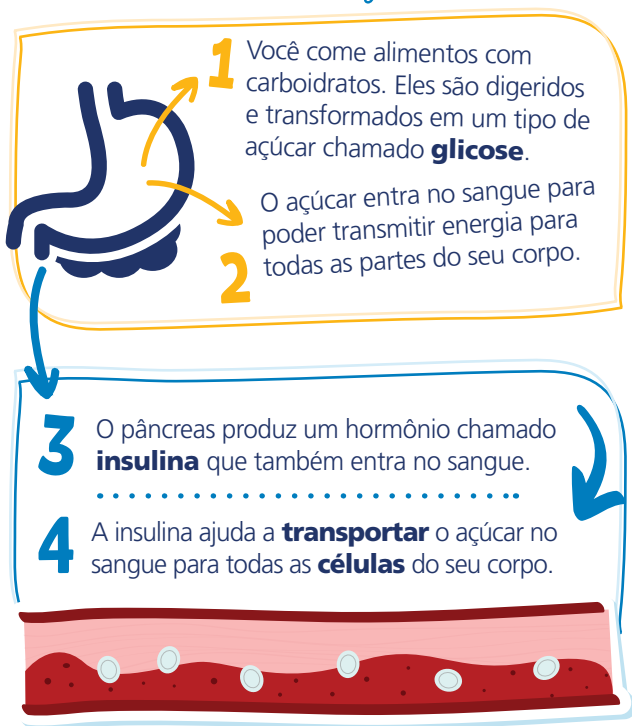 1
Você come alimentos com
carboidratos. Eles são digeridos
e transformados em um tipo de
açúcar chamado glicose.
2
O açúcar entra no sangue para
poder transmitir energia para
todas as partes do seu corpo.
3
O pâncreas produz um hormônio chamado
insulina que também entra no sangue.
4
A insulina ajuda a transportar o açúcar no
sangue para todas as células do seu corpo.